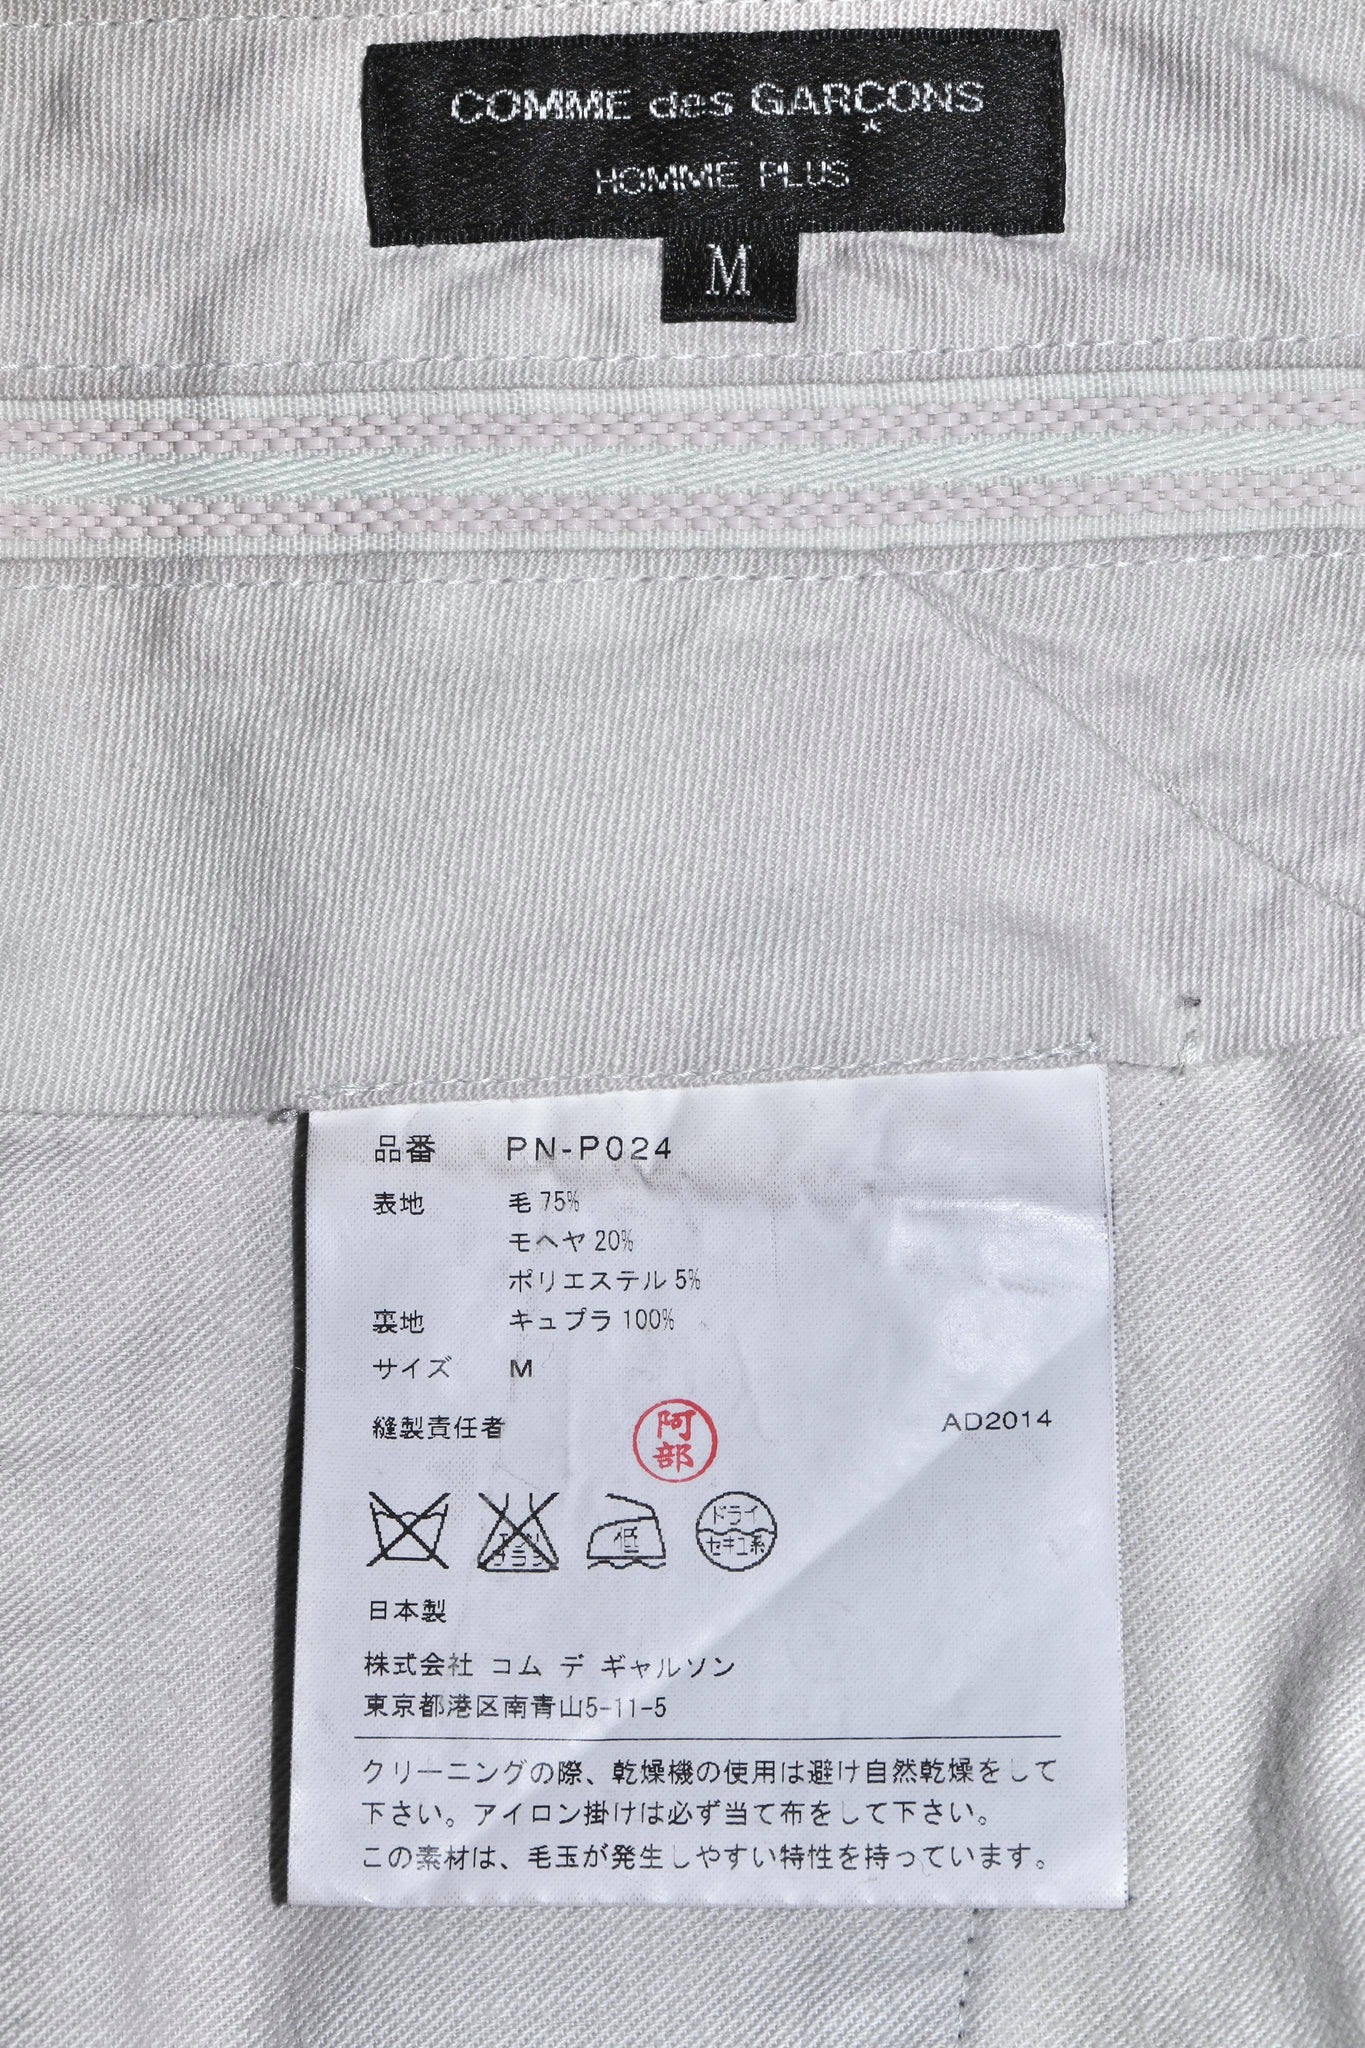 COMME des GARÇONS
HOMME PLUS
M
品番 PN-P024
表地 毛 75%
モヘヤ 20%
ポリエステル 5%
裏地 キュプラ 100%
サイズ M
縫製責任者 阿部 AD2014
エンソ サラシ 低 ドライ セキユ系
日本製
株式会社 コム デ ギャルソン
東京都港区南青山5-11-5
クリーニングの際、乾燥機の使用は避け自然乾燥をして
下さい。アイロン掛けは必ず当て布をして下さい。
この素材は、毛玉が発生しやすい特性を持っています。